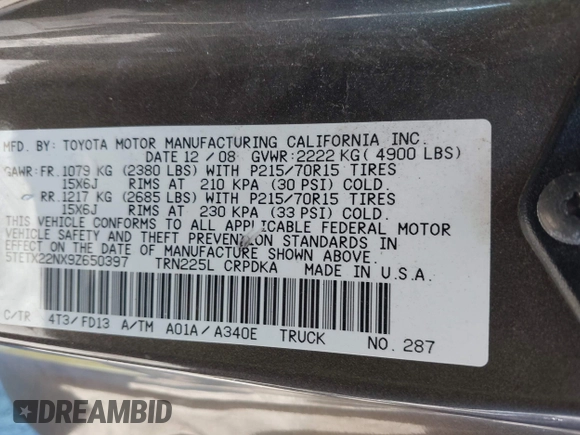 MFD. BY: TOYOTA MOTOR MANUFACTURING CALIFORNIA INC.
DATE 12 / 08 GVWR: 2222 KG ( 4900 LBS)
GAWR: FR. 1079 KG (2380 LBS) WITH P215/70R15 TIRES
15X6J RIMS AT 210 KPA (30 PSI) COLD.
RR. 1217 KG (2685 LBS) WITH P215/70R15 TIRES
15X6J RIMS AT 230 KPA (33 PSI) COLD.
THIS VEHICLE CONFORMS TO ALL APPLICABLE FEDERAL MOTOR
VEHICLE SAFETY AND THEFT PREVENTION STANDARDS IN
EFFECT ON THE DATE OF MANUFACTURE SHOWN ABOVE.
5TETX22NX9Z650397 TRN225L CRPDKA MADE IN U.S.A.
C/TR 4T3/FD13 A/TM A01A/A340E TRUCK NO. 287
DREAMBID